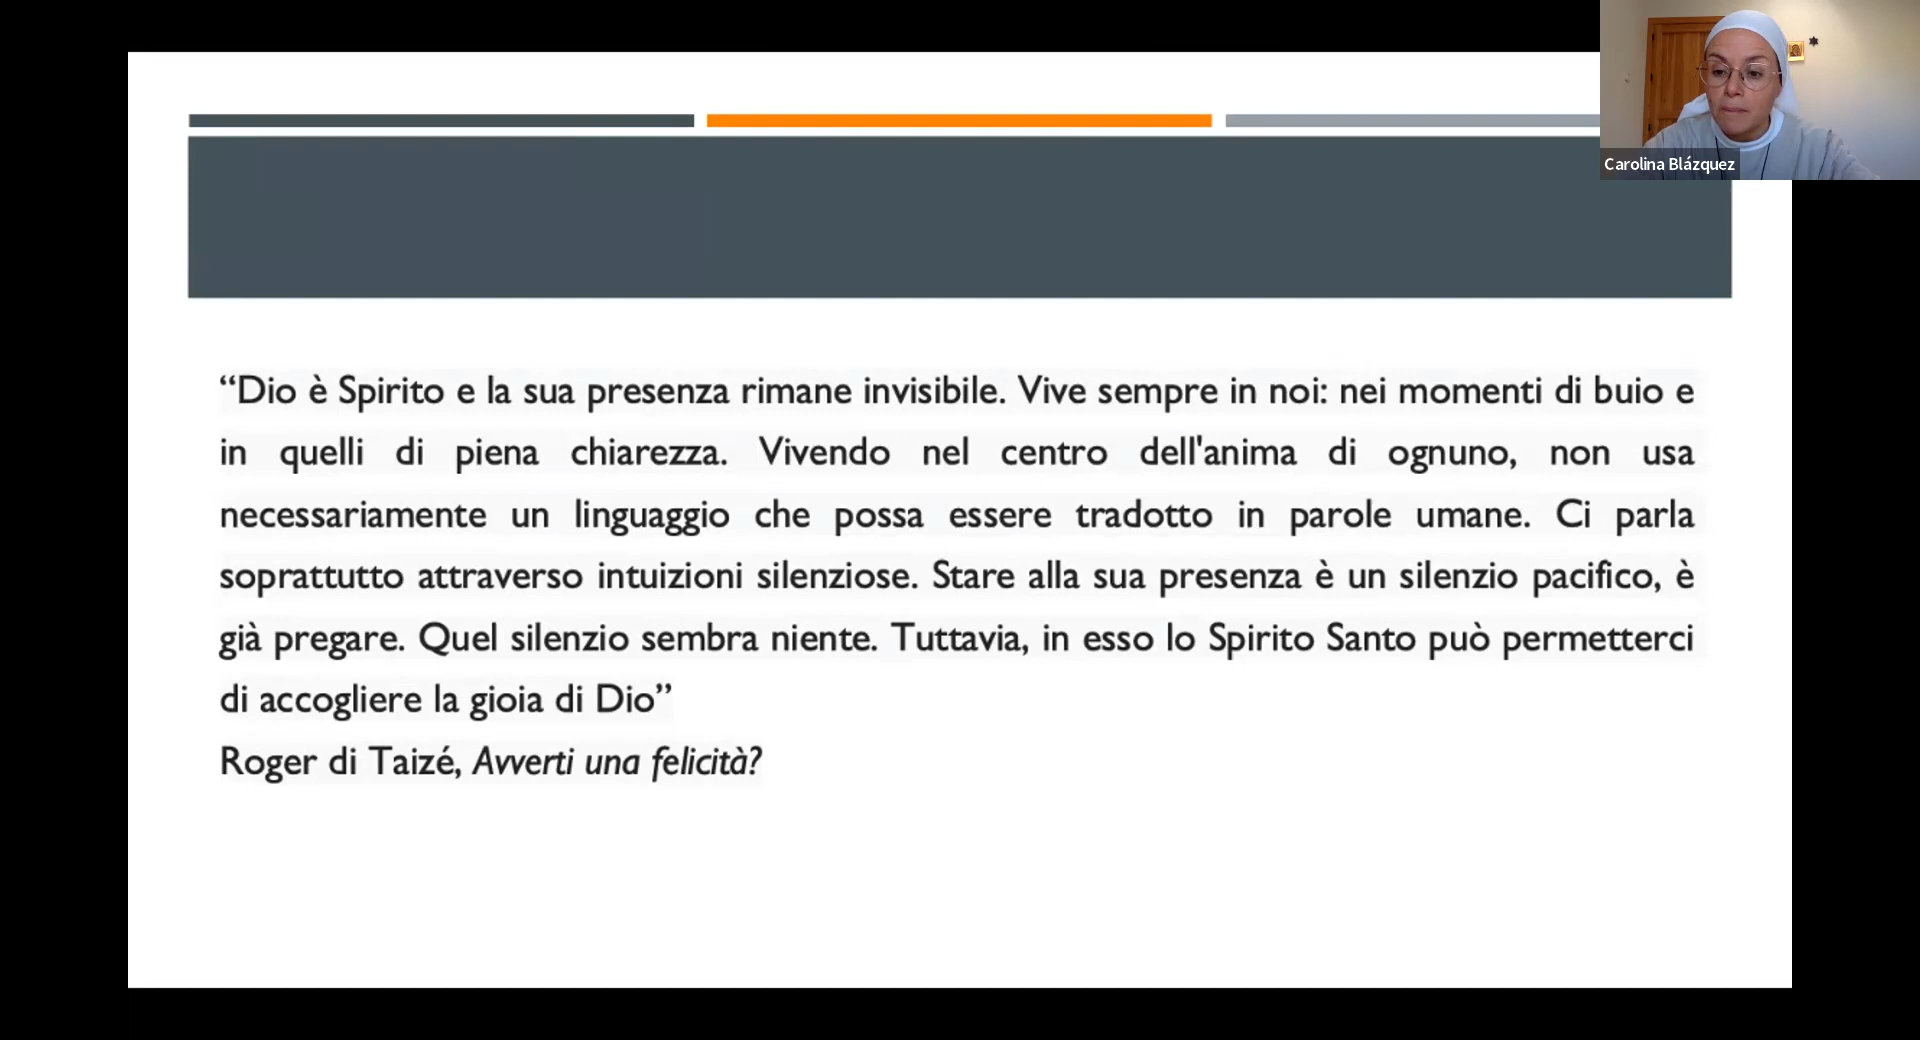 Carolina Blázquez
“Dio è Spirito e la sua presenza rimane invisibile. Vive sempre in noi: nei momenti di buio e
in quelli di piena chiarezza. Vivendo nel centro dell'anima di ognuno, non usa
necessariamente un linguaggio che possa essere tradotto in parole umane. Ci parla
soprattutto attraverso intuizioni silenziose. Stare alla sua presenza è un silenzio pacifico, è
già pregare. Quel silenzio sembra niente. Tuttavia, in esso lo Spirito Santo può permetterci
di accogliere la gioia di Dio”
Roger di Taizé, Avverti una felicità?